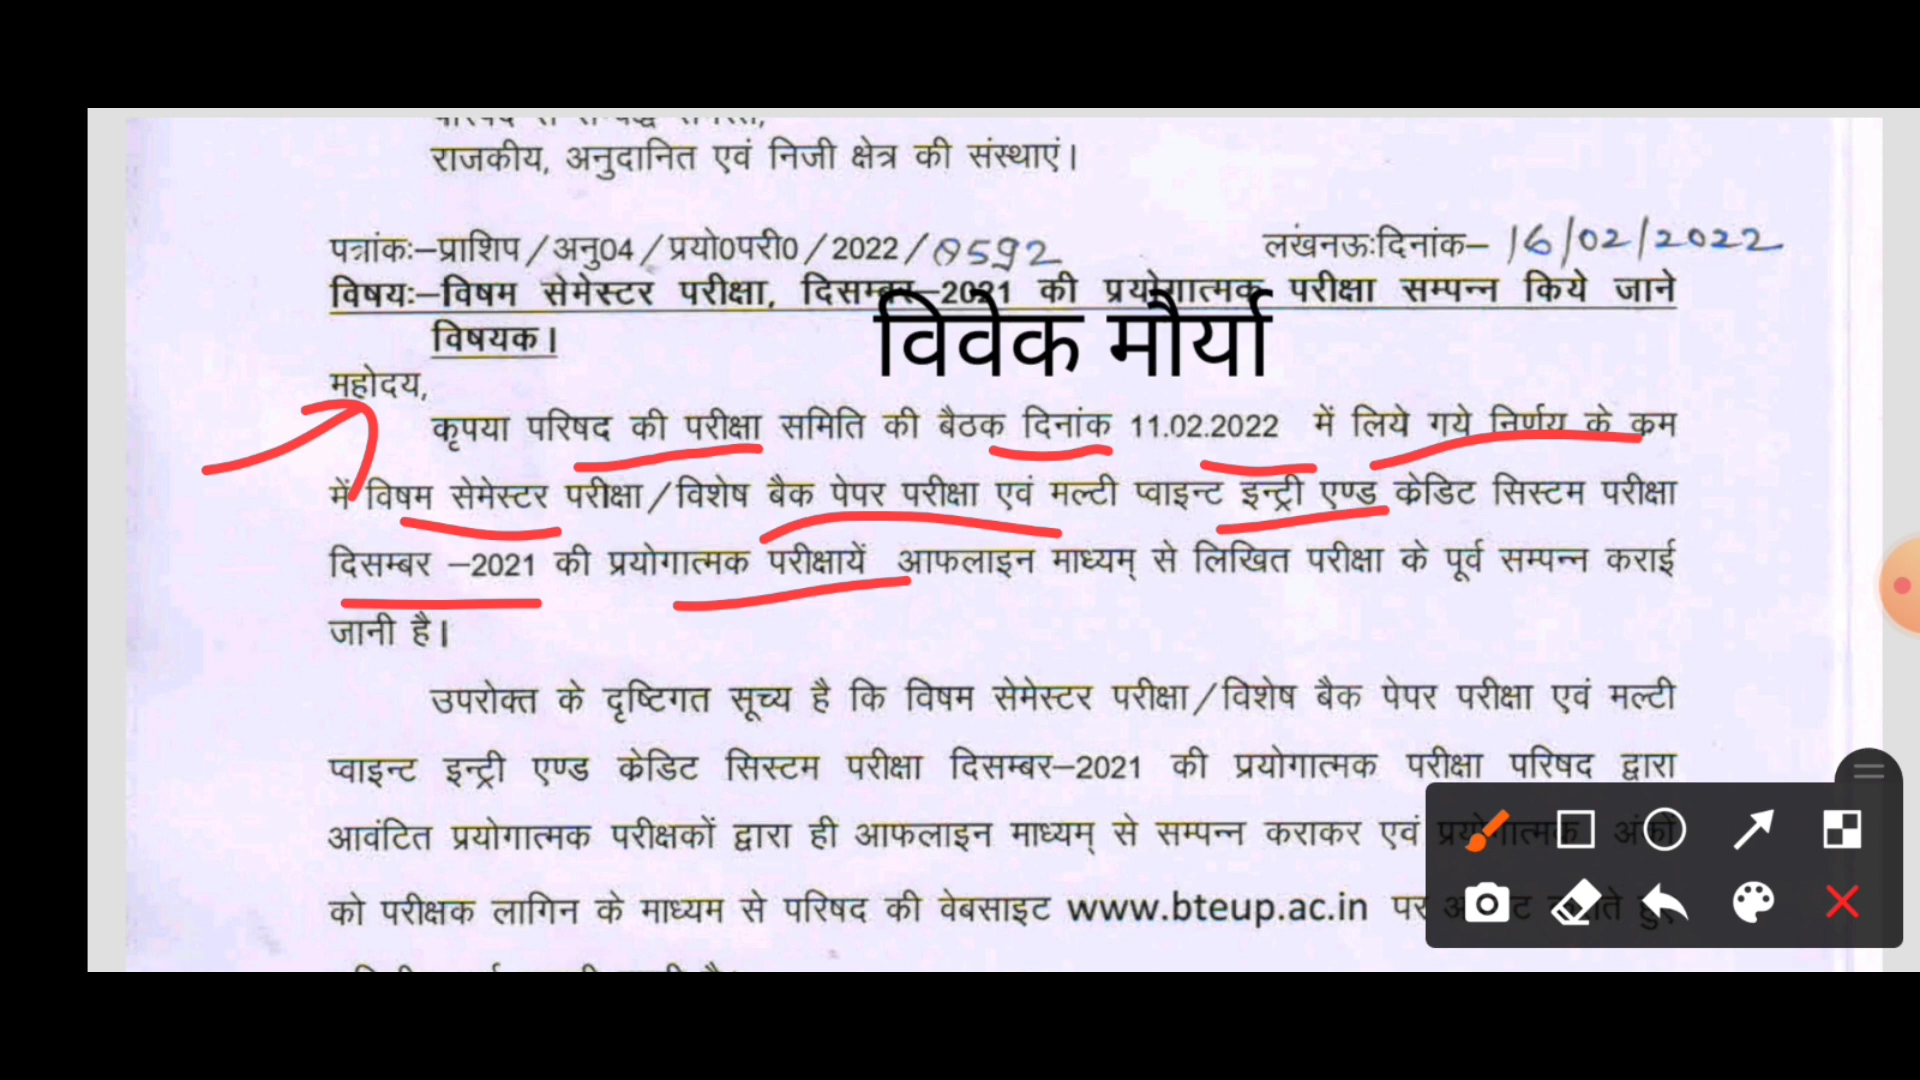 राजकीय, अनुदानित एवं निजी क्षेत्र की संस्थाएं।
पत्रांकः–प्राशिप/अनु04/प्रयो0परी0/2022/0592 लखनऊःदिनांक– 16/02/2022
विषयः–विषम सेमेस्टर परीक्षा, दिसम्बर–2021 की प्रयोगात्मक परीक्षा सम्पन्न किये जाने
विषयक।
विवेक मौर्या
महोदय,
कृपया परिषद की परीक्षा समिति की बैठक दिनांक 11.02.2022 में लिये गये निर्णय के कम
में विषम सेमेस्टर परीक्षा/विशेष बैक पेपर परीक्षा एवं मल्टी प्वाइन्ट इन्ट्री एण्ड केडिट सिस्टम परीक्षा
दिसम्बर –2021 की प्रयोगात्मक परीक्षायें आफलाइन माध्यम् से लिखित परीक्षा के पूर्व सम्पन्न कराई
जानी है।
उपरोक्त के दृष्टिगत सूच्य है कि विषम सेमेस्टर परीक्षा/विशेष बैक पेपर परीक्षा एवं मल्टी
प्वाइन्ट इन्ट्री एण्ड केडिट सिस्टम परीक्षा दिसम्बर–2021 की प्रयोगात्मक परीक्षा परिषद द्वारा
आवंटित प्रयोगात्मक परीक्षकों द्वारा ही आफलाइन माध्यम् से सम्पन्न कराकर एवं प्रयोगात्मक अंकों
को परीक्षक लागिन के माध्यम से परिषद की वेबसाइट www.bteup.ac.in पर हुए